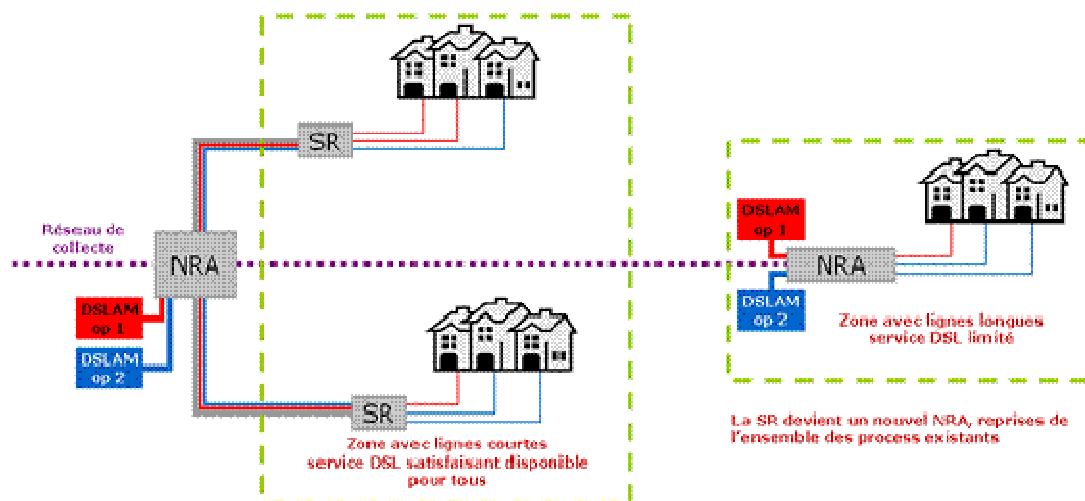 SR
Réseau de
collecte
NRA
DSLAM
op 1
DSLAM
op 2
SR
Zone avec lignes courtes
service DSL satisfaisant disponible
pour tous
DSLAM
op 1
NRA
DSLAM
op 2
Zone avec lignes longues
service DSL limité
La SR devient un nouvel NRA, reprises de
l'ensemble des process existants